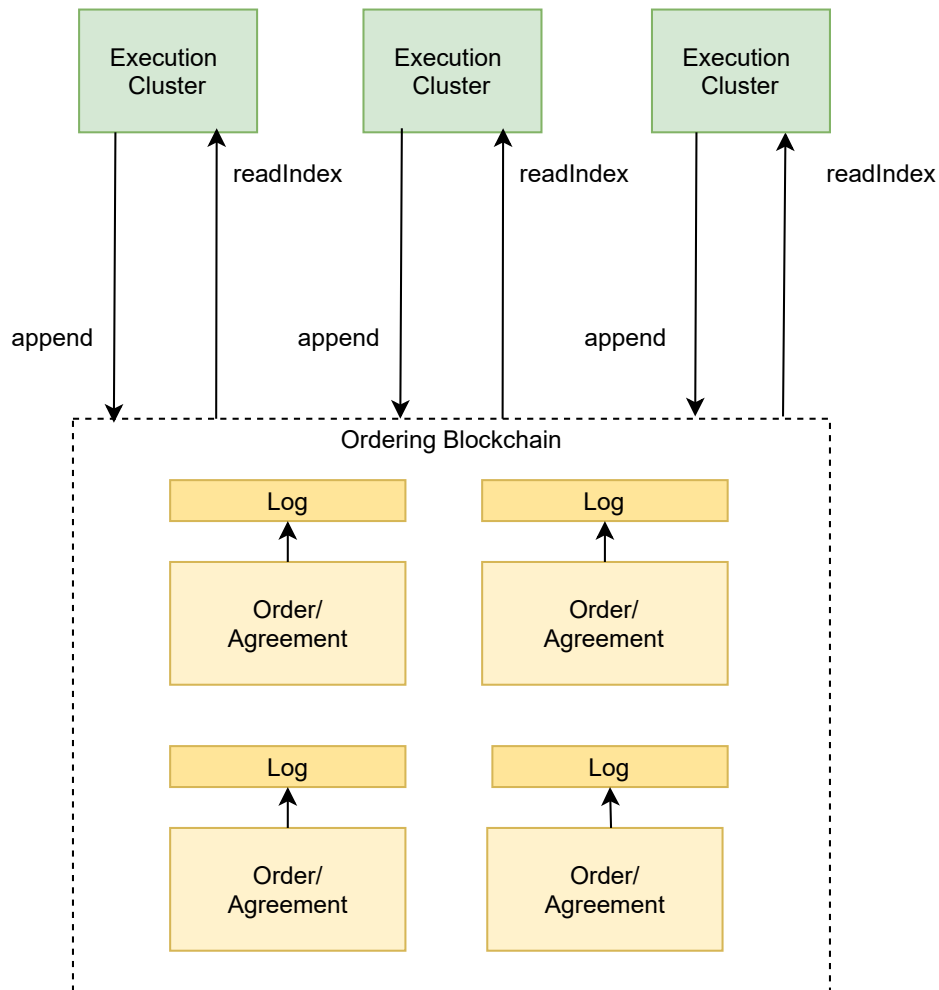 Execution
Cluster
Execution
Cluster
Execution
Cluster
readIndex
readIndex
readIndex
append
append
append
Ordering Blockchain
Log
Log
Order/
Agreement
Order/
Agreement
Log
Log
Order/
Agreement
Order/
Agreement